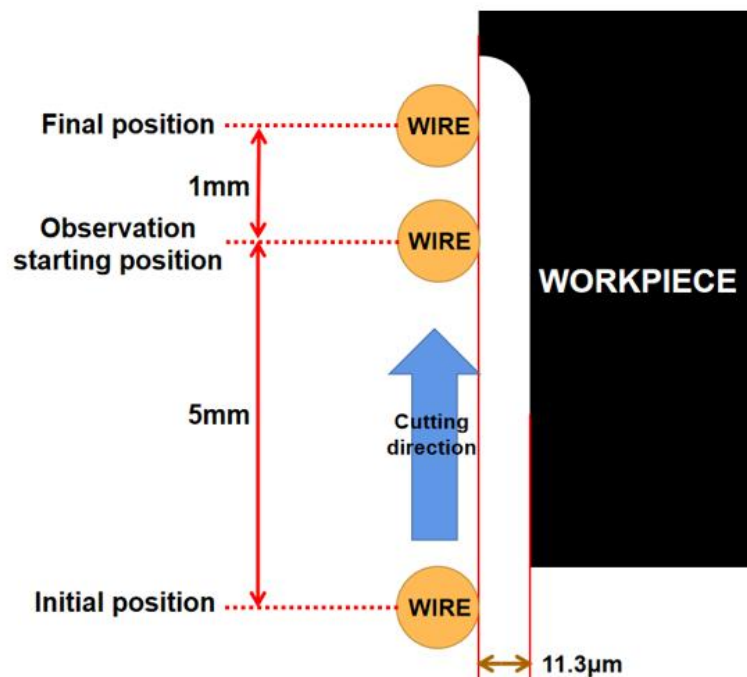 Final position
WIRE
1mm
Observation
starting position
WIRE
WORKPIECE
5mm
Cutting
direction
Initial position
WIRE
11.3μm